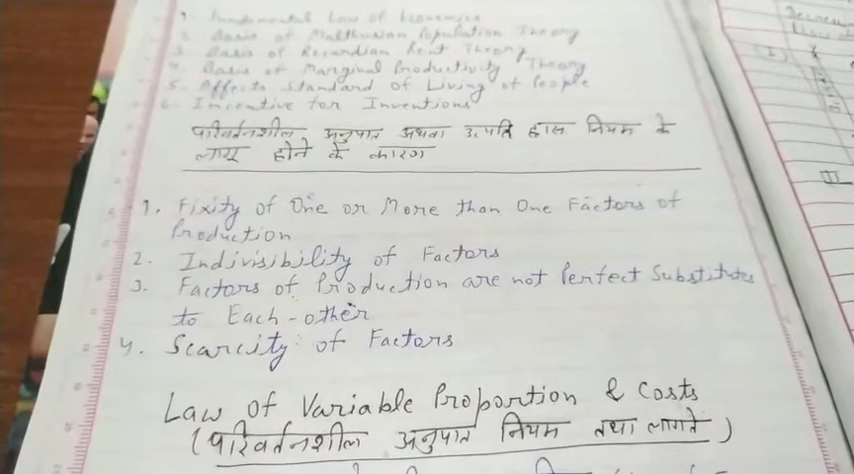 1. Fundamental Law of Economics
2. Basis of Malthusian Population Theory
3. Basis of Recardian Rent Theory
4. Basis of Marginal Productivity Theory
5. Affects Standard of Living of People
6. Incentive for Inventions
परिवर्तनशील अनुपात अथवा उत्पत्ति ह्रास नियम के
लागू होने के कारण
1. Fixity of One or More than One Factors of
Production
2. Indivisibility of Factors
3. Factors of Production are not Perfect Substitutes
to Each-other
4. Scarcity of Factors
Law of Variable Proportion & Costs
(परिवर्तनशील अनुपात नियम तथा लागतें)